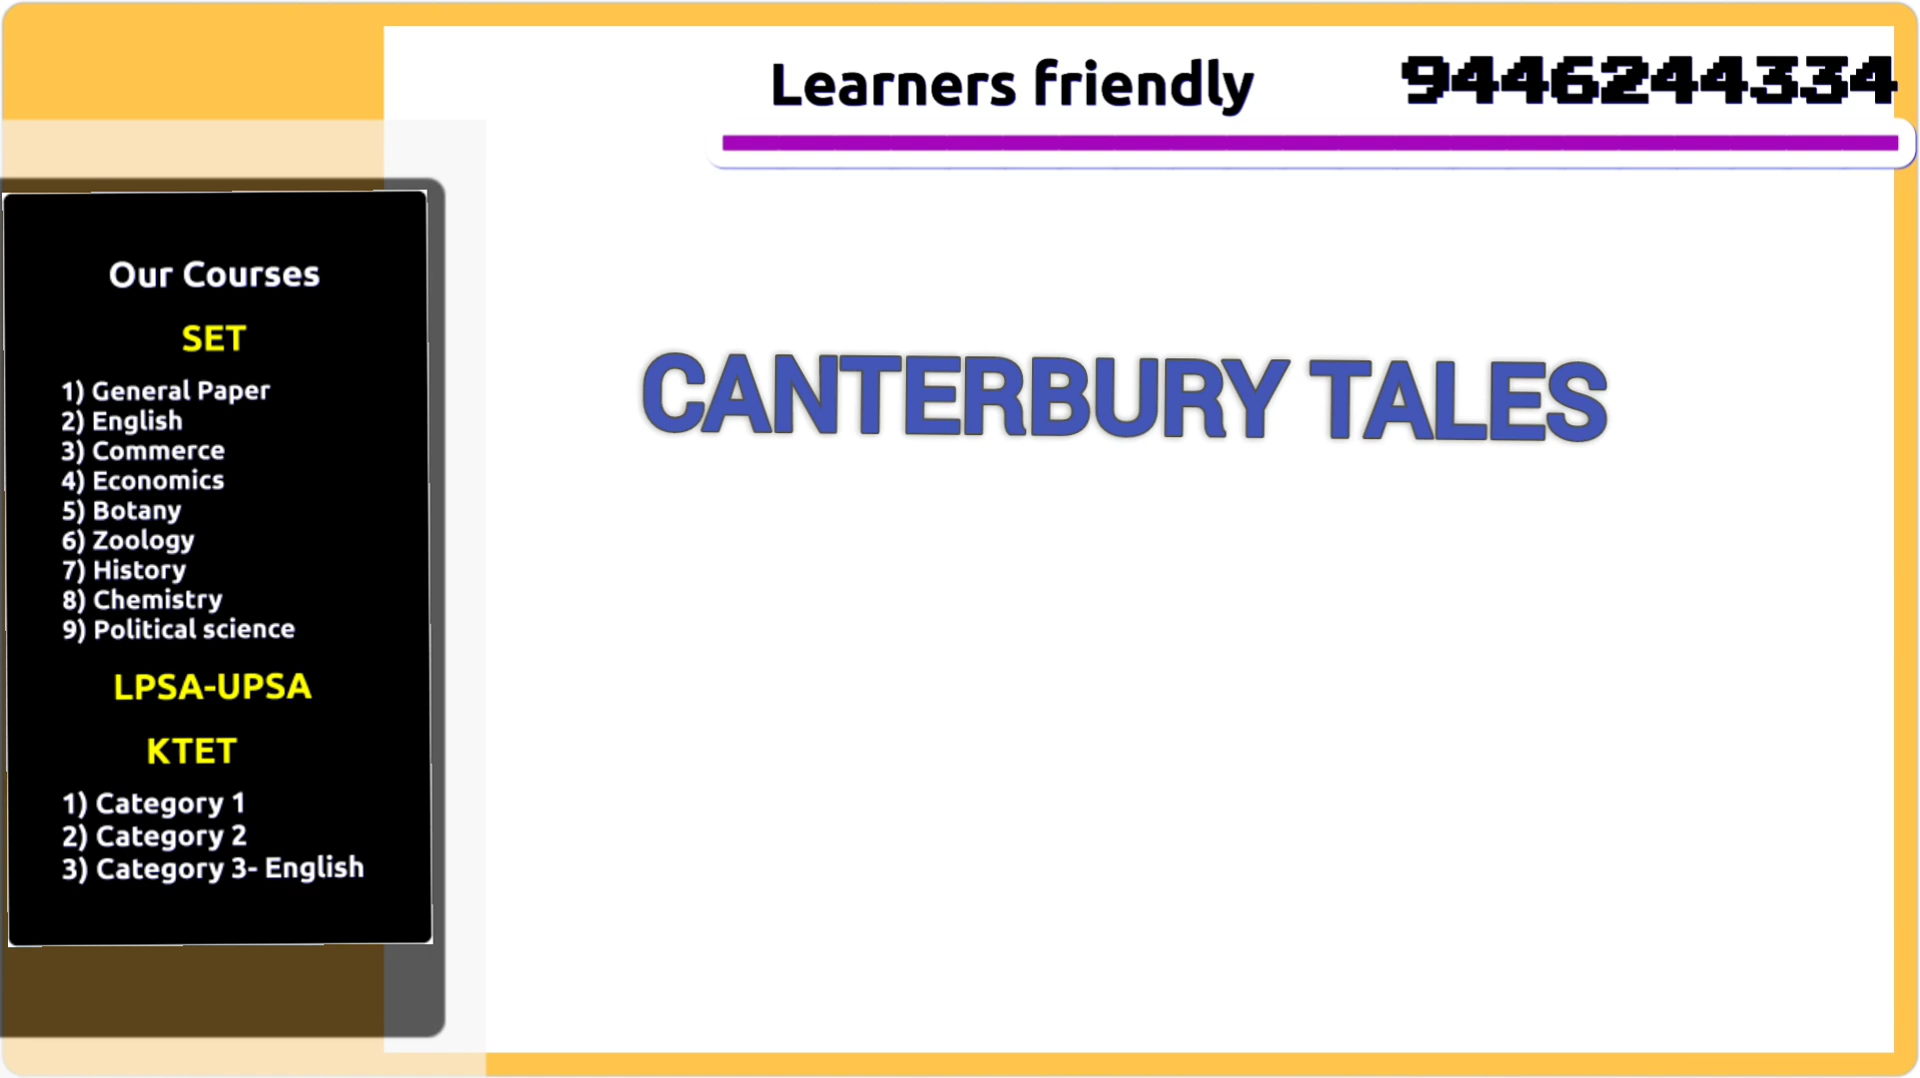 Learners friendly
9446244334
Our Courses
SET
1) General Paper
2) English
3) Commerce
4) Economics
5) Botany
6) Zoology
7) History
8) Chemistry
9) Political science
LPSA-UPSA
KTET
1) Category 1
2) Category 2
3) Category 3- English
CANTERBURY TALES